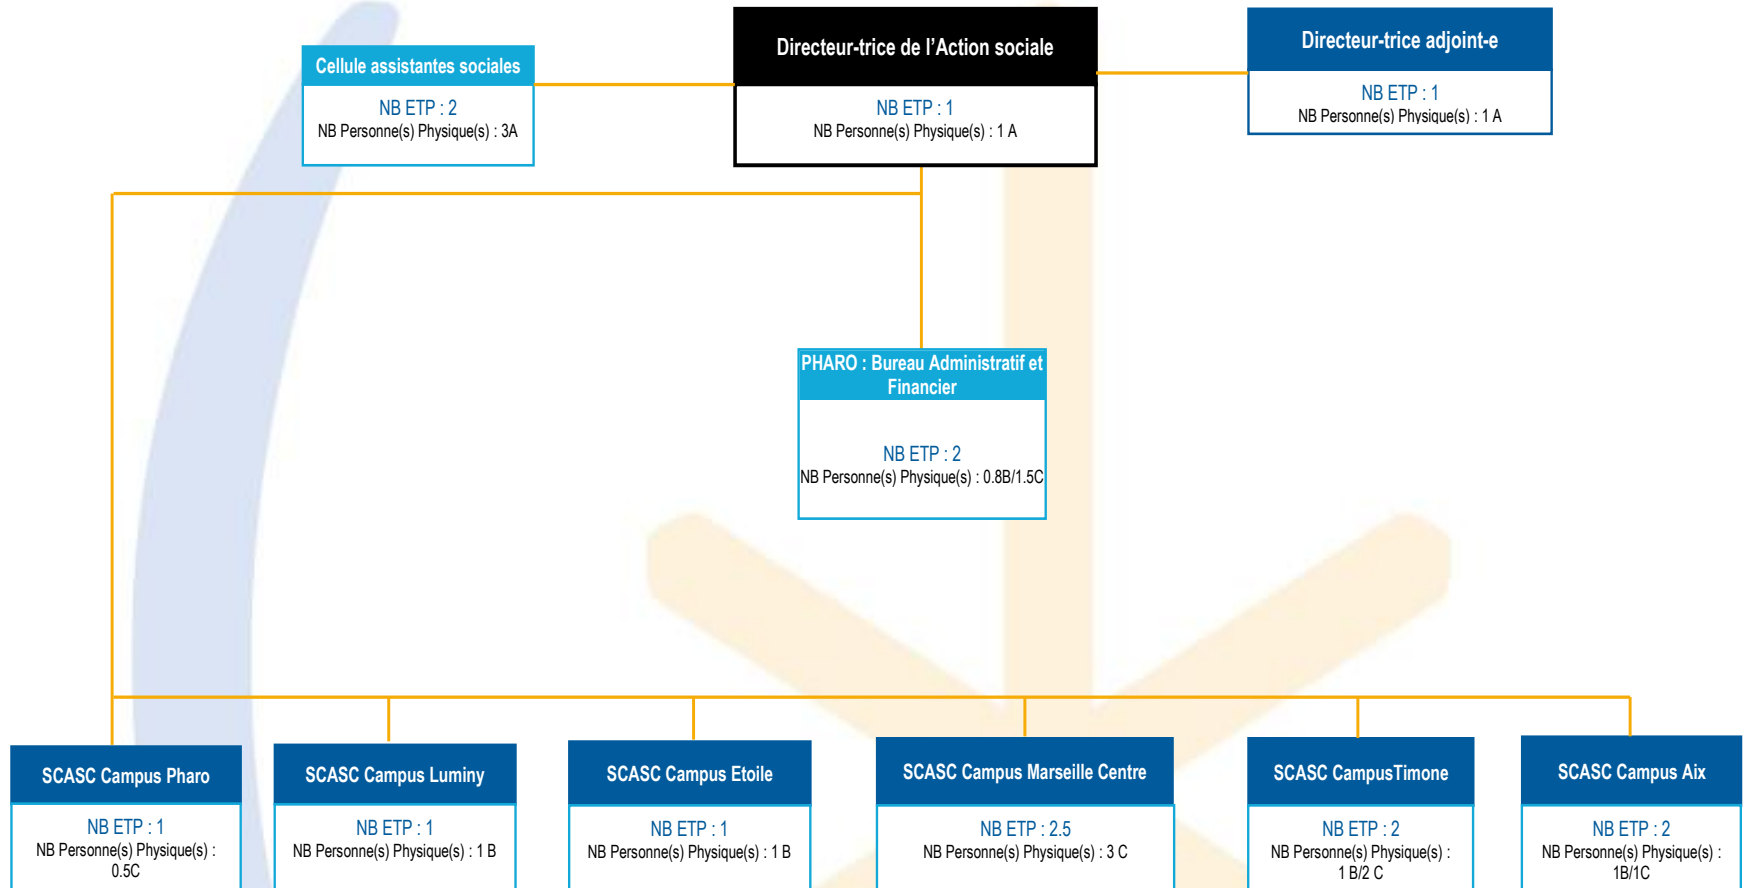 Cellule assistantes sociales
NB ETP : 2
NB Personne(s) Physique(s) : 3A
Directeur-trice de l'Action sociale
NB ETP : 1
NB Personne(s) Physique(s) : 1 A
Directeur-trice adjoint-e
NB ETP : 1
NB Personne(s) Physique(s) : 1 A
PHARO : Bureau Administratif et
Financier
NB ETP : 2
NB Personne(s) Physique(s) : 0.8B/1.5C
SCASC Campus Pharo
NB ETP : 1
NB Personne(s) Physique(s) :
0.5C
SCASC Campus Luminy
NB ETP : 1
NB Personne(s) Physique(s) : 1 B
SCASC Campus Etoile
NB ETP : 1
NB Personne(s) Physique(s) : 1 B
SCASC Campus Marseille Centre
NB ETP : 2.5
NB Personne(s) Physique(s) : 3 C
SCASC CampusTimone
NB ETP : 2
NB Personne(s) Physique(s) :
1 B/2 C
SCASC Campus Aix
NB ETP : 2
NB Personne(s) Physique(s) :
1B/1C